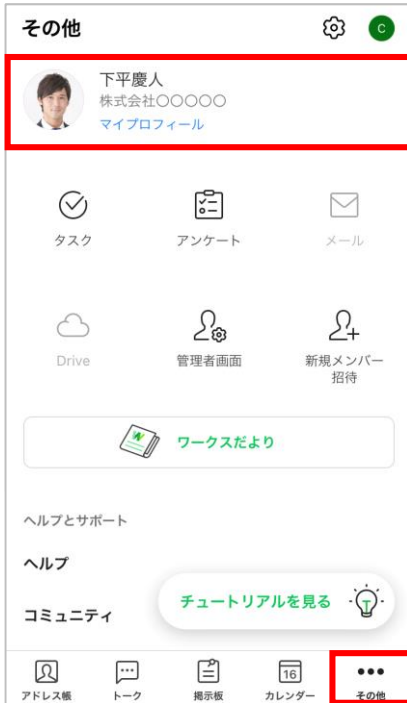 その他
C
下平慶人
株式会社○○○○○
マイプロフィール
タスク
アンケート
メール
Drive
管理者画面
新規メンバー
招待
ワークスだより
ヘルプとサポート
ヘルプ
チュートリアルを見る
コミュニティ
16
アドレス帳
トーク
掲示板
カレンダー
その他